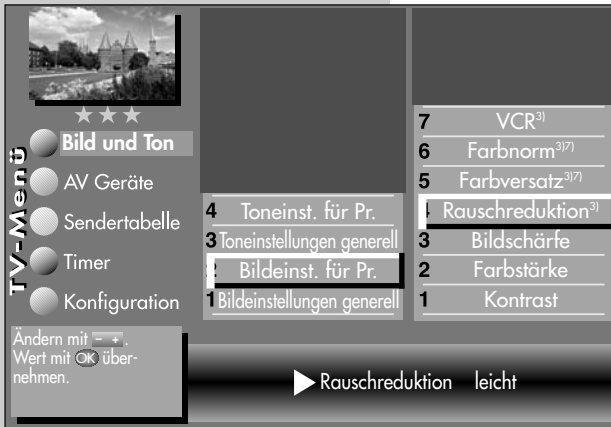 TV-Menü
Bild und Ton
AV Geräte
Sendertabelle
Timer
Konfiguration
4 Toneinst. für Pr.
3 Toneinstellungen generell
2 Bildeinst. für Pr.
1 Bildeinstellungen generell
7 VCR3)
6 Farbnorm3)7)
5 Farbversatz3)7)
4 Rauschreduktion3)
3 Bildschärfe
2 Farbstärke
1 Kontrast
Ändern mit - + .
Wert mit OK über-
nehmen.
Rauschreduktion leicht